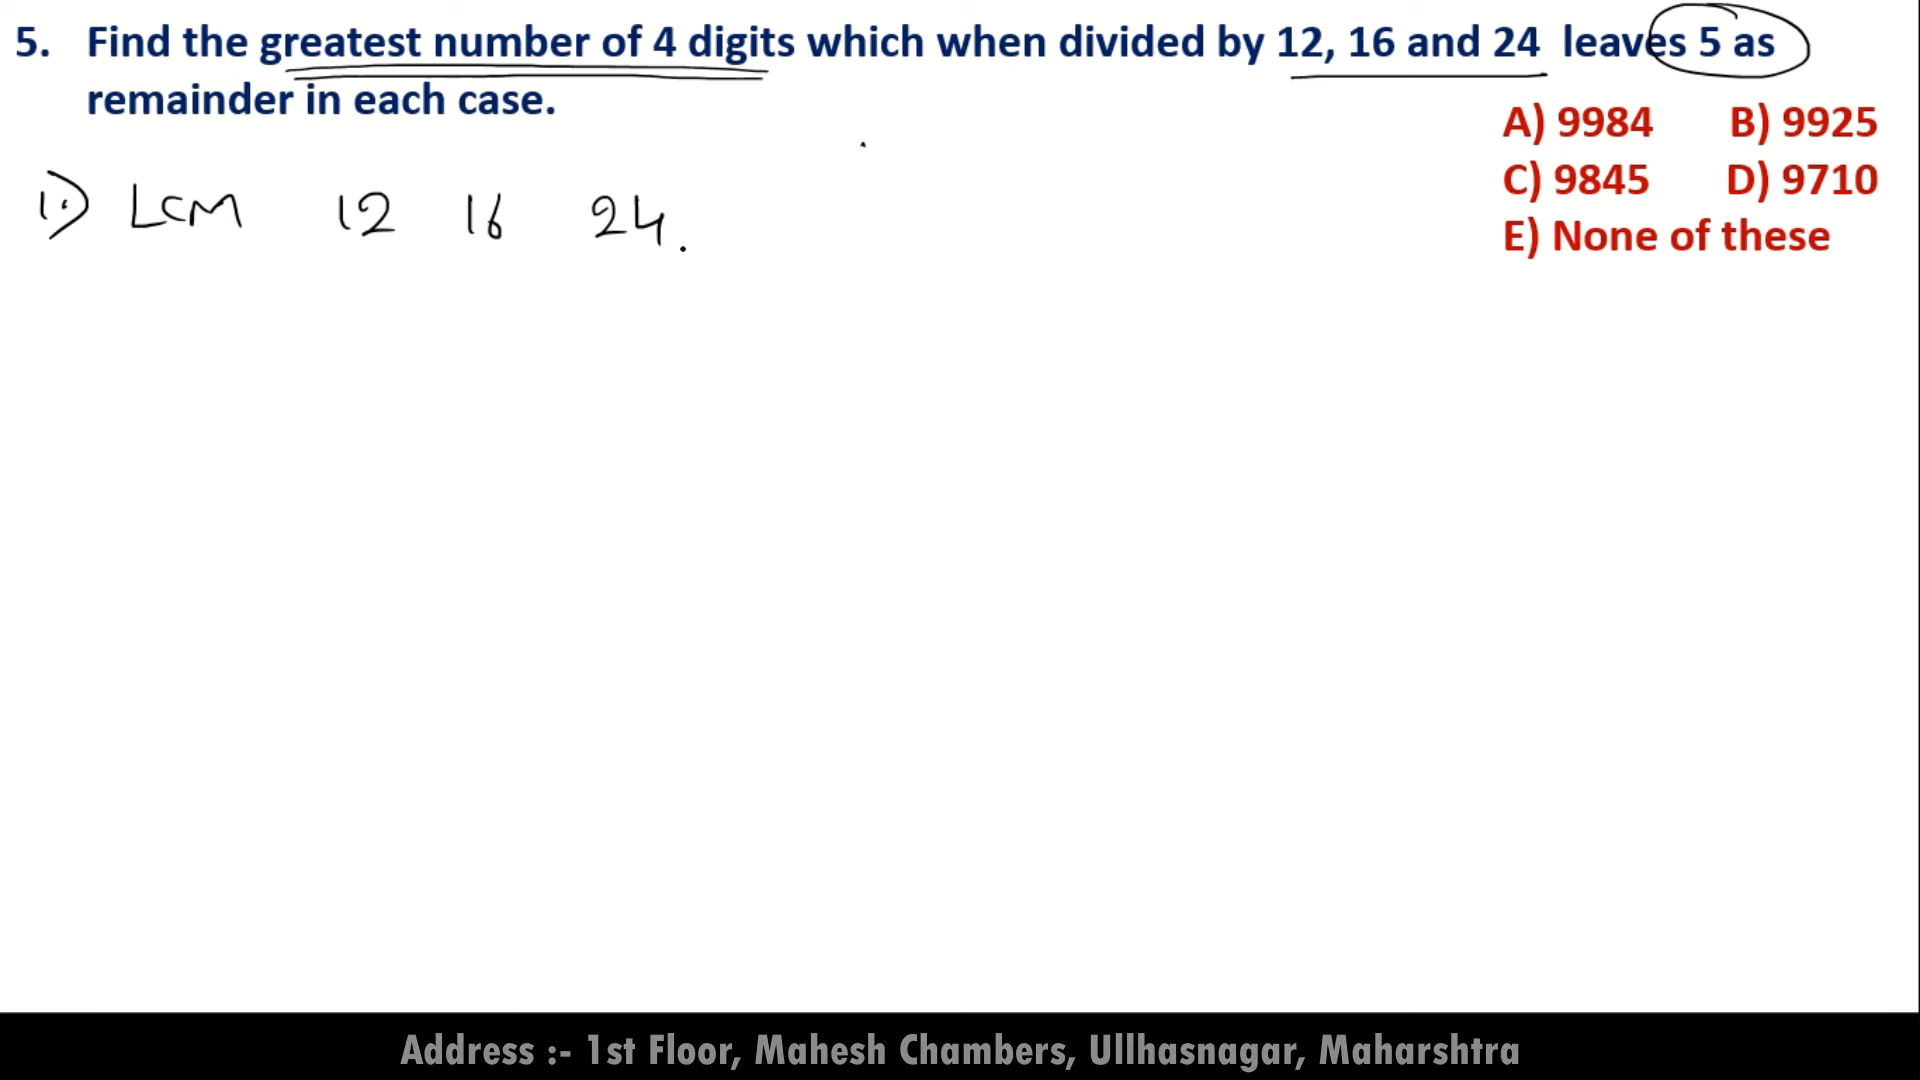 5. Find the greatest number of 4 digits which when divided by 12, 16 and 24 leaves 5 as
remainder in each case.
A) 9984 B) 9925
C) 9845 D) 9710
E) None of these
1.) LCM 12 16 24.
Address :- 1st Floor, Mahesh Chambers, Ullhasnagar, Maharshtra